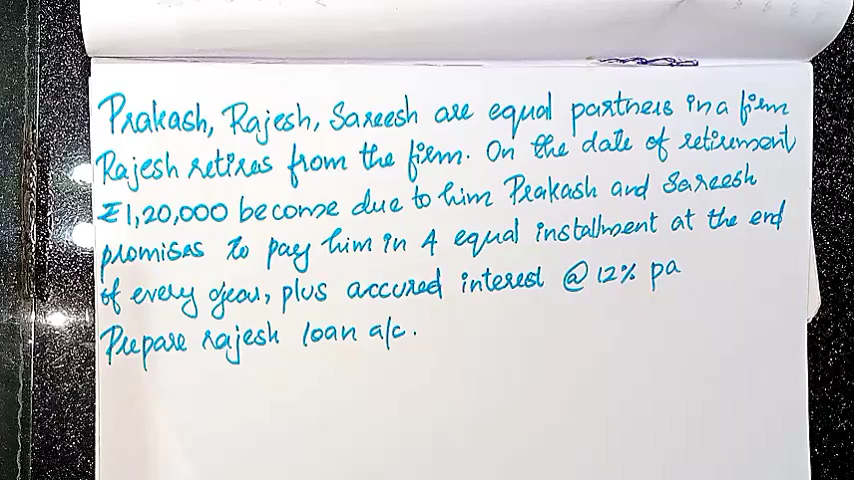 Prakash, Rajesh, Sareesh are equal partners in a firm
Rajesh retires from the firm. On the date of retirement
₹1,20,000 become due to him Prakash and Sareesh
promises to pay him in 4 equal installment at the end
of every year, plus accured interest @ 12% pa
Prepare rajesh loan a/c.